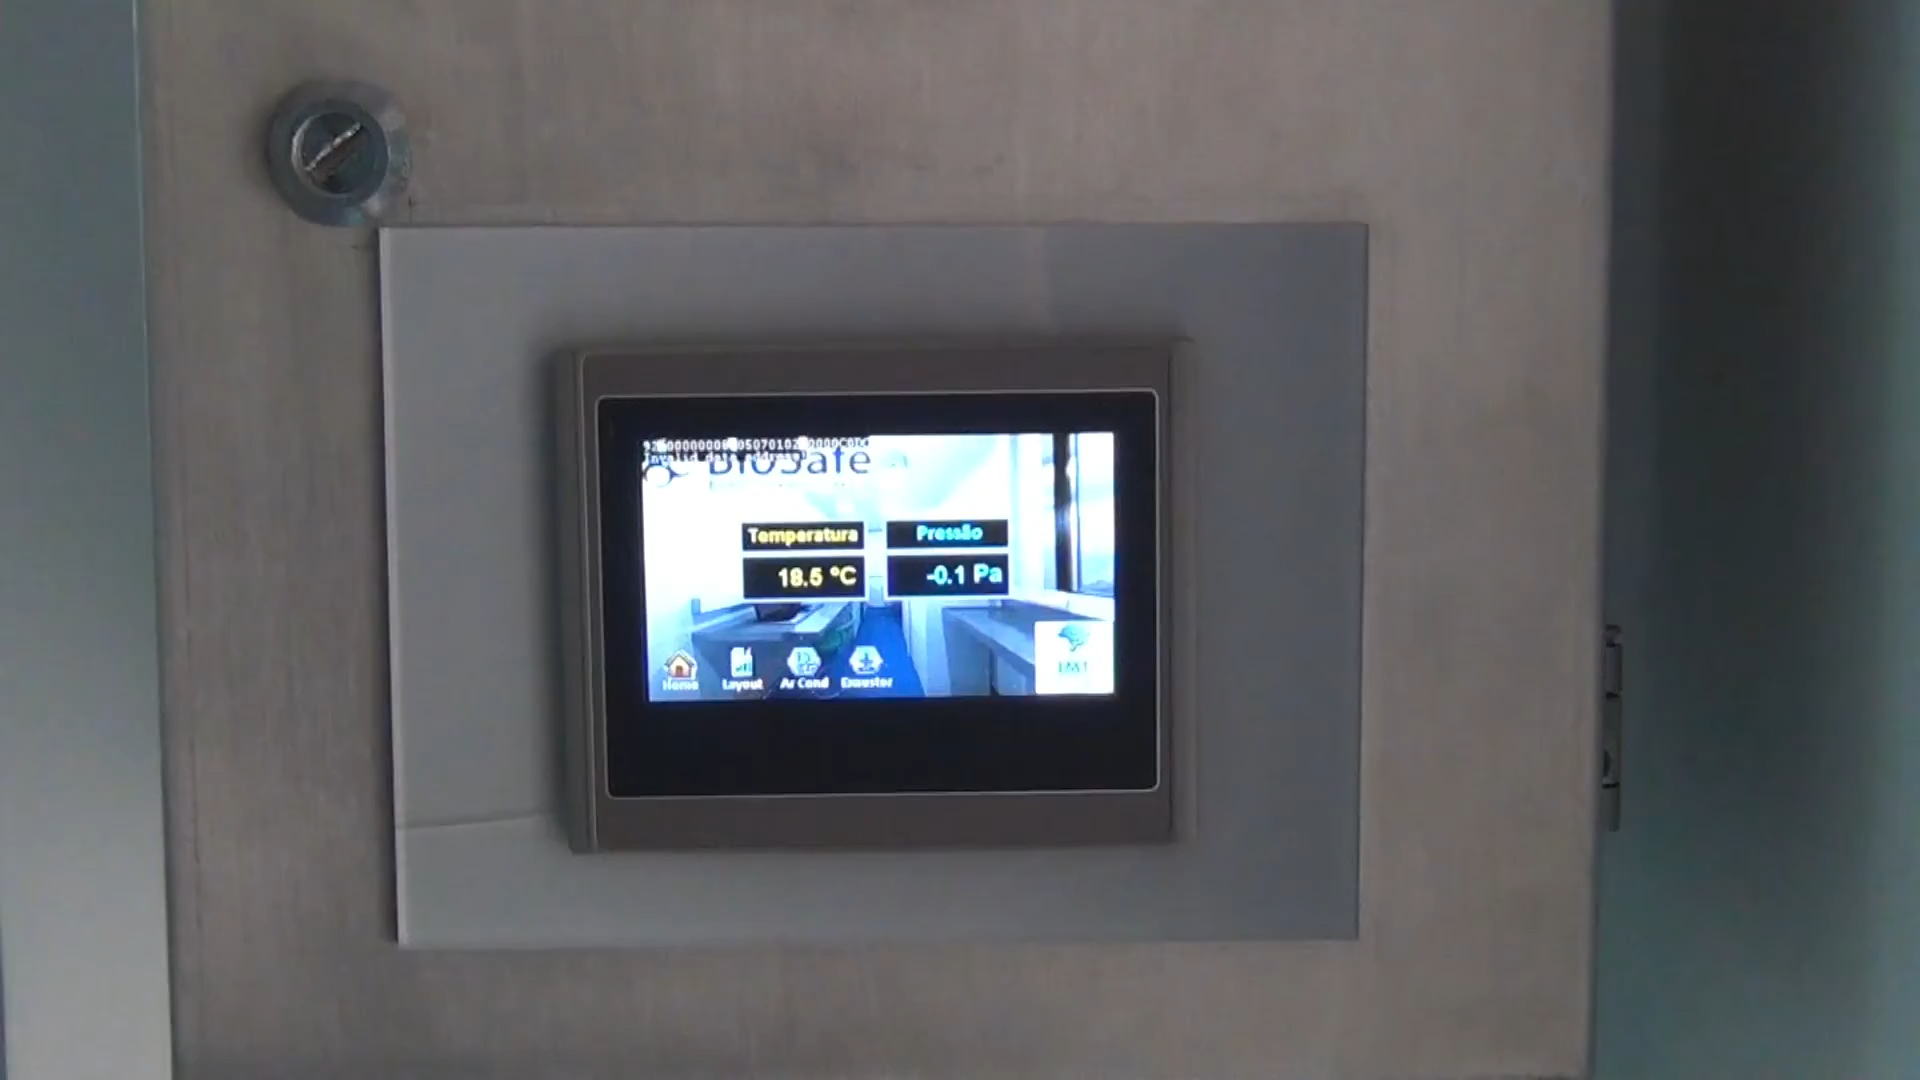 Invalid data address
BioSafe
Temperatura
Pressão
18.5 °C
-0.1 Pa
Home
Layout
Ar Cond
Exaustor